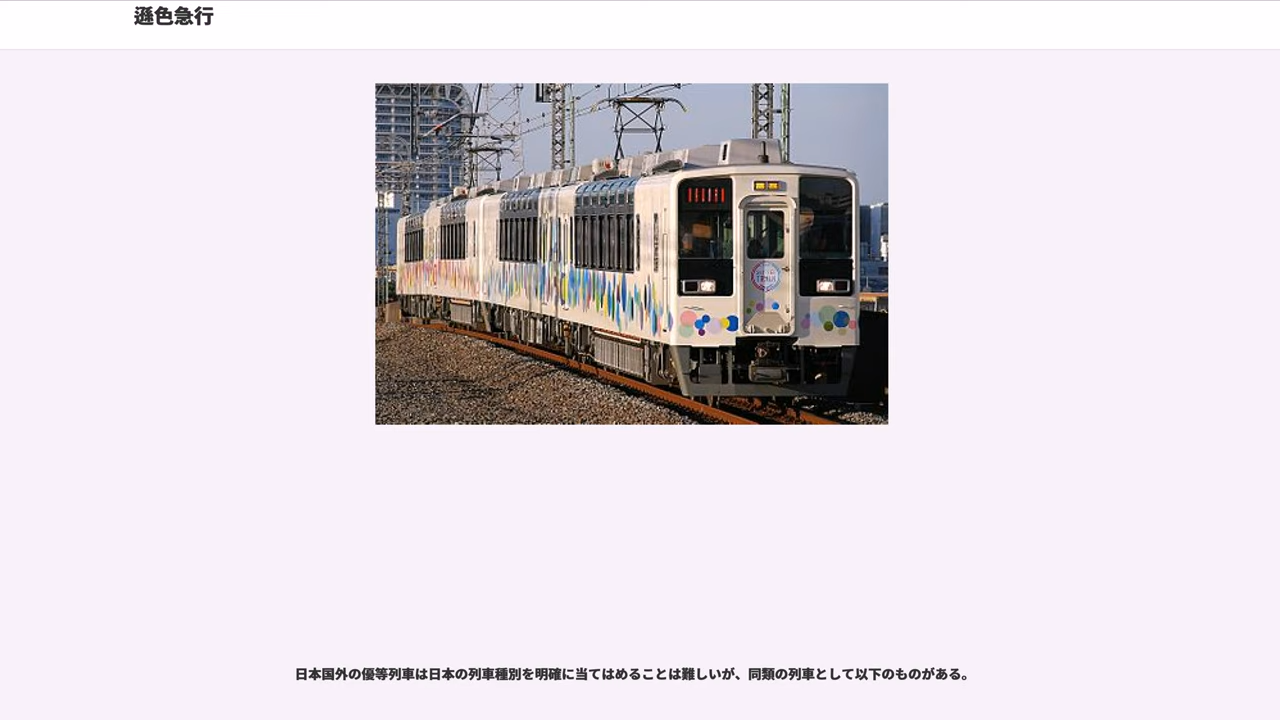 遜色急行
日本国外の優等列車は日本の列車種別を明確に当てはめることは難しいが、同類の列車として以下のものがある。